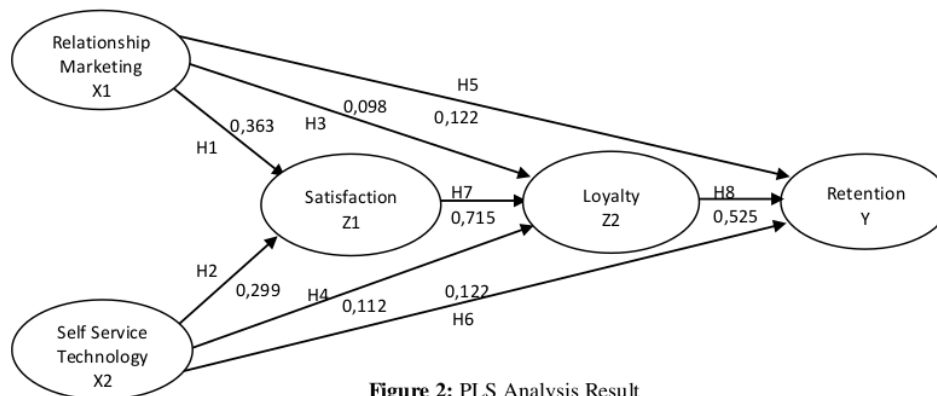 Relationship
Marketing
X1
H5
0,098
0,122
0,363
H3
H1
Satisfaction
Z1
H7
0,715
Loyalty
Z2
H8
0,525
Retention
Y
H2
0,299
H4
0,112
0,122
H6
Self Service
Technology
X2
Figure 2: PLS Analysis Result